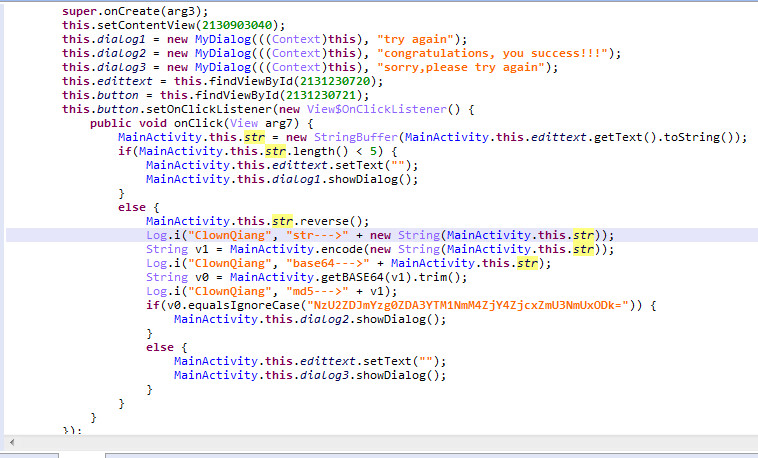 super.onCreate(arg3);
this.setContentView(2130903040);
this.dialog1 = new MyDialog(((Context)this), "try again");
this.dialog2 = new MyDialog(((Context)this), "congratulations, you success!!!");
this.dialog3 = new MyDialog(((Context)this), "sorry,please try again");
this.edittext = this.findViewById(2131230720);
this.button = this.findViewById(2131230721);
this.button.setOnClickListener(new View$OnClickListener() {
public void onClick(View arg7) {
MainActivity.this.str = new StringBuffer(MainActivity.this.edittext.getText().toString());
if(MainActivity.this.str.length() < 5) {
MainActivity.this.edittext.setText("");
MainActivity.this.dialog1.showDialog();
}
else {
MainActivity.this.str.reverse();
Log.i("ClownQiang", "str--->" + new String(MainActivity.this.str));
String v1 = MainActivity.encode(new String(MainActivity.this.str));
Log.i("ClownQiang", "base64--->" + MainActivity.this.str);
String v0 = MainActivity.getBASE64(v1).trim();
Log.i("ClownQiang", "md5--->" + v1);
if(v0.equalsIgnoreCase("NzU2ZDJmYzg0ZDA3YTM1NmM4ZjY4ZjcxZmU3NmUxODk=")) {
MainActivity.this.dialog2.showDialog();
}
else {
MainActivity.this.edittext.setText("");
MainActivity.this.dialog3.showDialog();
}
}
}
});